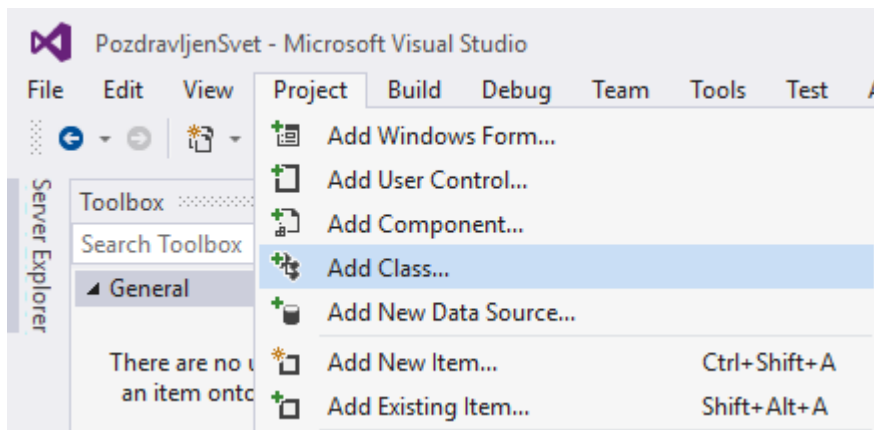 PozdravljenSvet - Microsoft Visual Studio
File Edit View Project Build Debug Team Tools Test
Add Windows Form...
Add User Control...
Toolbox
Add Component...
Search Toolbox
Add Class...
General
Add New Data Source...
Server Explorer
There are no
Add New Item... Ctrl+Shift+A
an item onto
Add Existing Item... Shift+Alt+A